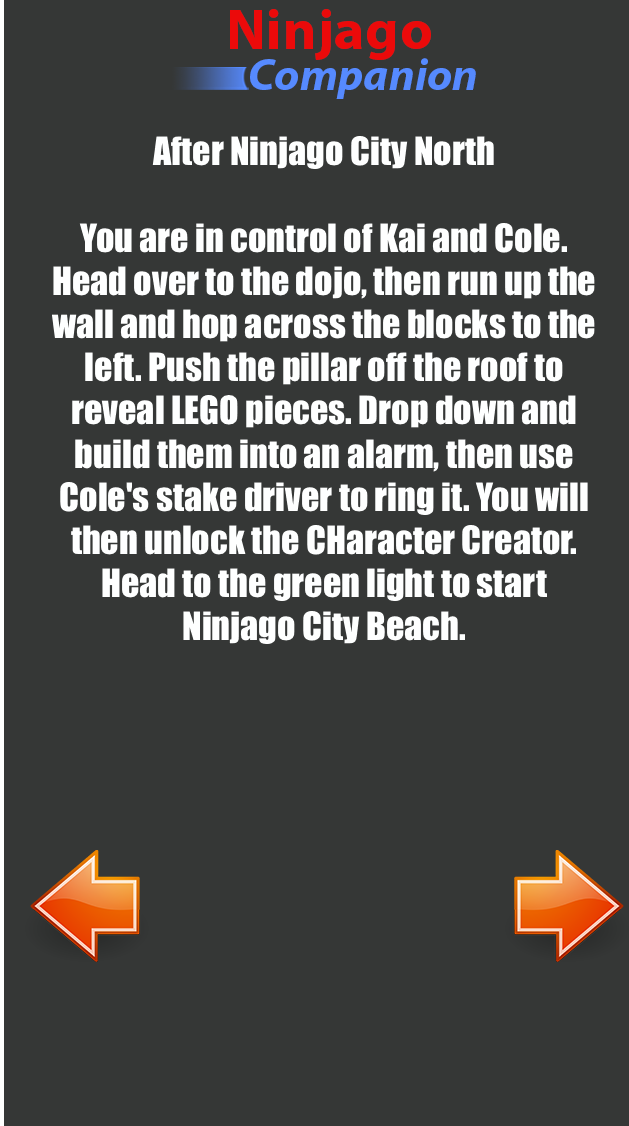 Ninjago
Companion
After Ninjago City North
You are in control of Kai and Cole.
Head over to the dojo, then run up the
wall and hop across the blocks to the
left. Push the pillar off the roof to
reveal LEGO pieces. Drop down and
build them into an alarm, then use
Cole's stake driver to ring it. You will
then unlock the CHaracter Creator.
Head to the green light to start
Ninjago City Beach.